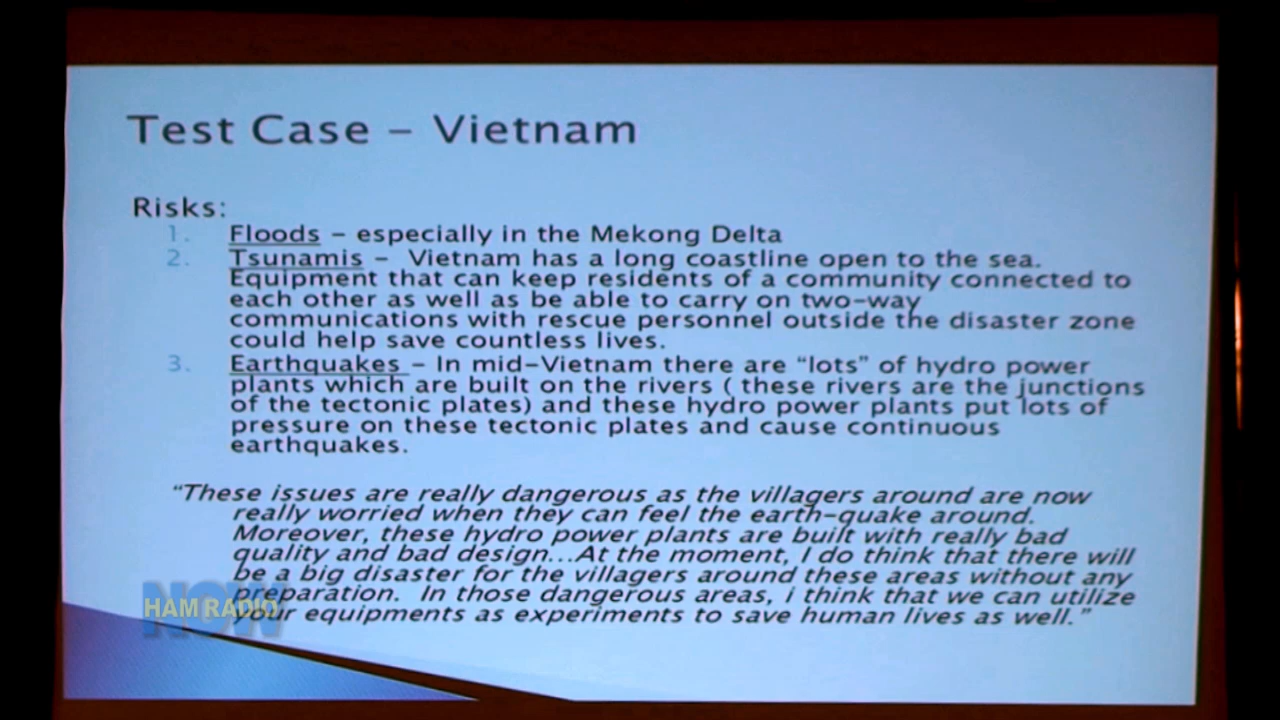 Test Case – Vietnam
Risks:
1. Floods – especially in the Mekong Delta
2. Tsunamis – Vietnam has a long coastline open to the sea.
Equipment that can keep residents of a community connected to
each other as well as be able to carry on two-way
communications with rescue personnel outside the disaster zone
could help save countless lives.
3. Earthquakes – In mid-Vietnam there are “lots” of hydro power
plants which are built on the rivers ( these rivers are the junctions
of the tectonic plates) and these hydro power plants put lots of
pressure on these tectonic plates and cause continuous
earthquakes.
“These issues are really dangerous as the villagers around are now
really worried when they can feel the earth-quake around.
Moreover, these hydro power plants are built with really bad
quality and bad design...At the moment, I do think that there will
be a big disaster for the villagers around these areas without any
preparation. In those dangerous areas, i think that we can utilize
your equipments as experiments to save human lives as well.”
HAM RADIO
NOW